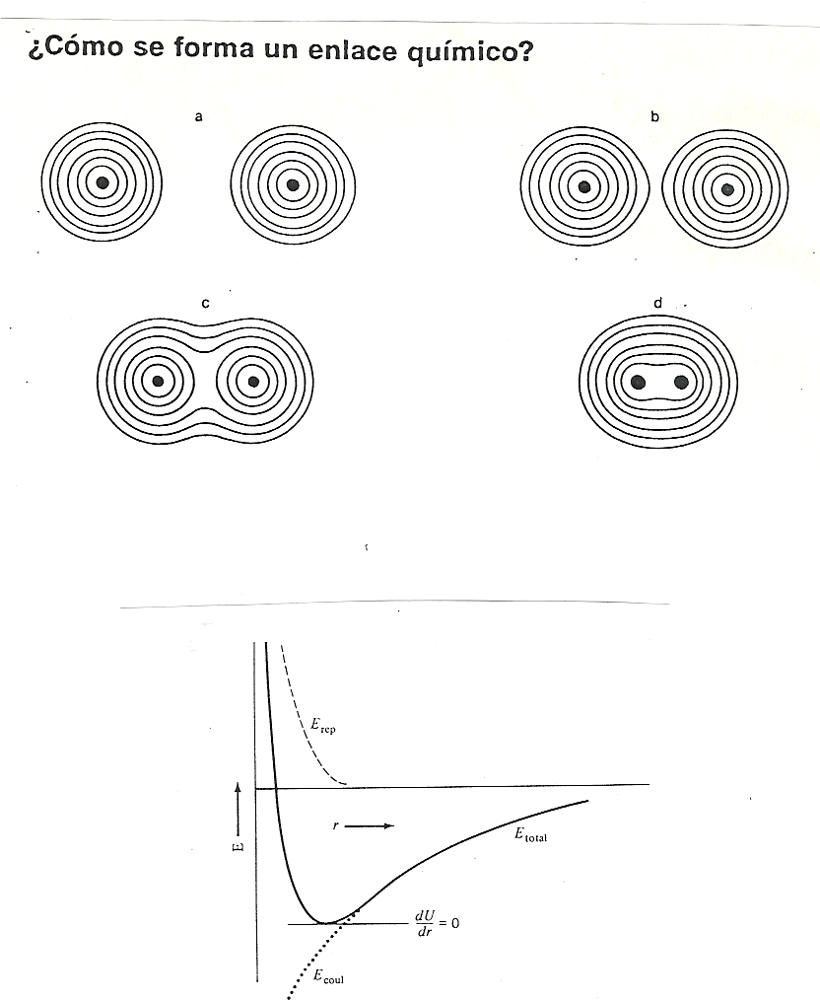 ¿Cómo se forma un enlace químico?
a
b
c
d
E_rep
r
E_total
E
dU/dr = 0
E_coul